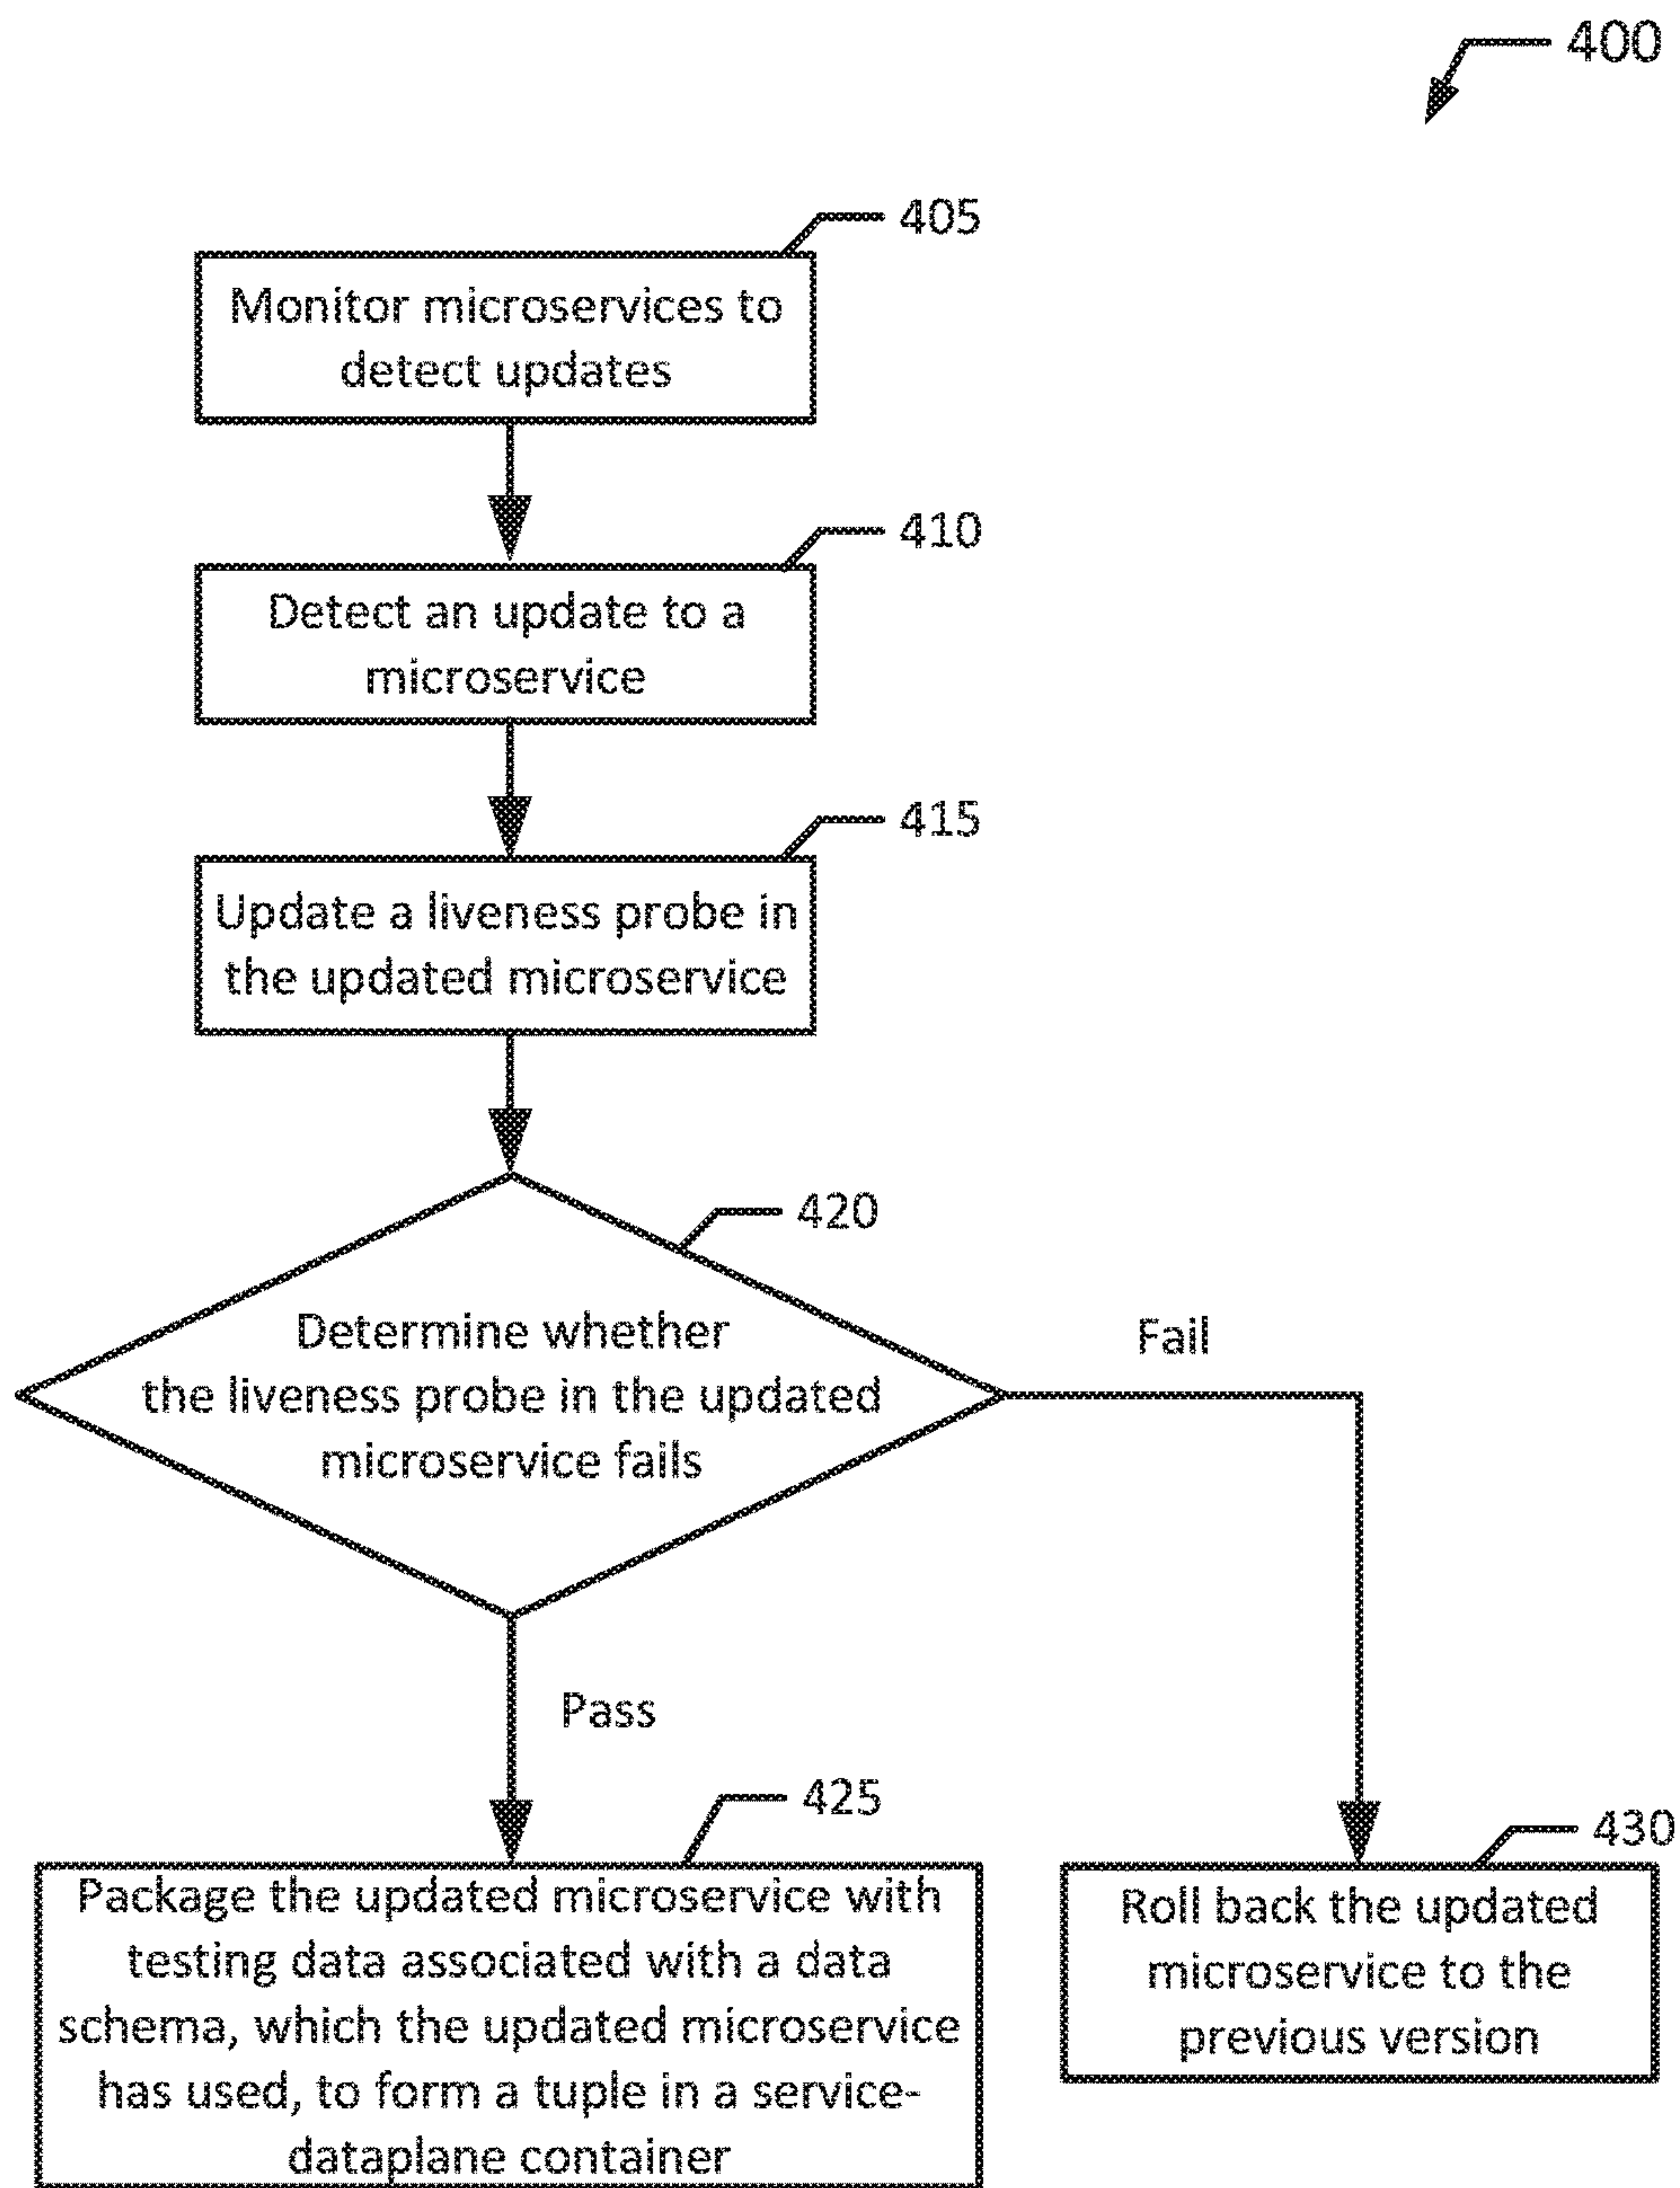 400
405
Monitor microservices to
detect updates
410
Detect an update to a
microservice
415
Update a liveness probe in
the updated microservice
420
Determine whether
the liveness probe in the updated
microservice fails
Fail
Pass
425
Package the updated microservice with
testing data associated with a data
schema, which the updated microservice
has used, to form a tuple in a service-
dataplane container
430
Roll back the updated
microservice to the
previous version